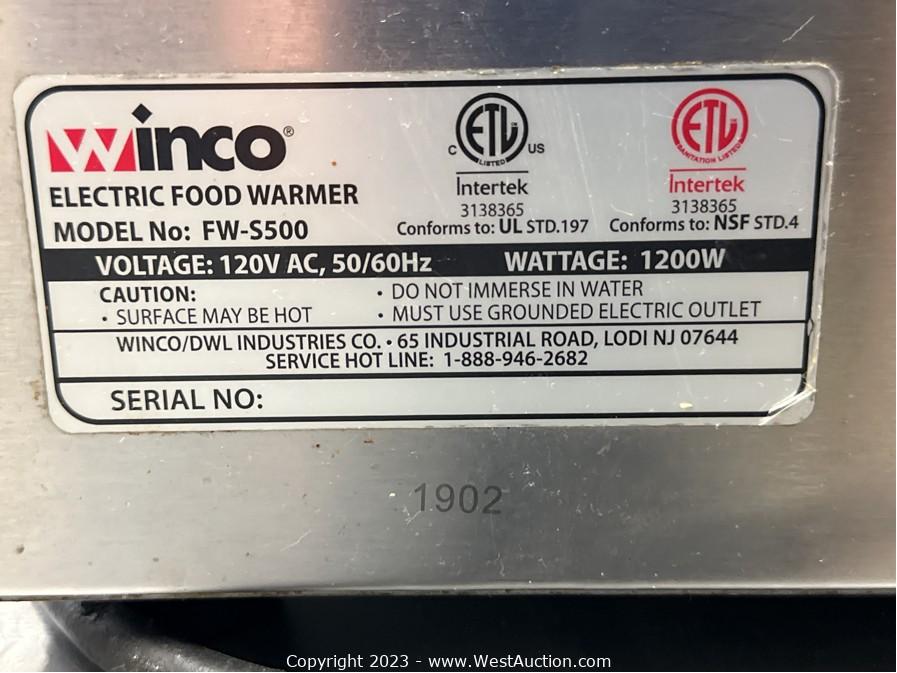 winco®
ELECTRIC FOOD WARMER
MODEL No: FW-S500
ETL
C LISTED US
Intertek
3138365
Conforms to: UL STD.197
ETL
SANITATION LISTED
Intertek
3138365
Conforms to: NSF STD.4
VOLTAGE: 120V AC, 50/60Hz WATTAGE: 1200W
CAUTION:
• SURFACE MAY BE HOT
• DO NOT IMMERSE IN WATER
• MUST USE GROUNDED ELECTRIC OUTLET
WINCO/DWL INDUSTRIES CO. • 65 INDUSTRIAL ROAD, LODI NJ 07644
SERVICE HOT LINE: 1-888-946-2682
SERIAL NO:
1902
Copyright 2023 - www.WestAuction.com